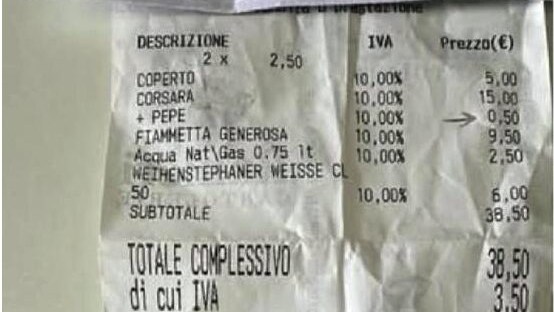 DESCRIZIONE IVA Prezzo(€)
2 x 2,50
COPERTO 10,00% 5,00
CORSARA 10,00% 15,00
+ PEPE 10,00% 0,50
FIAMMETTA GENEROSA 10,00% 9,50
Acqua Nat\Gas 0.75 lt 10,00% 2,50
WEIHENSTEPHANER WEISSE CL
50 10,00% 6,00
SUBTOTALE 38,50
TOTALE COMPLESSIVO 38,50
di cui IVA 3,50